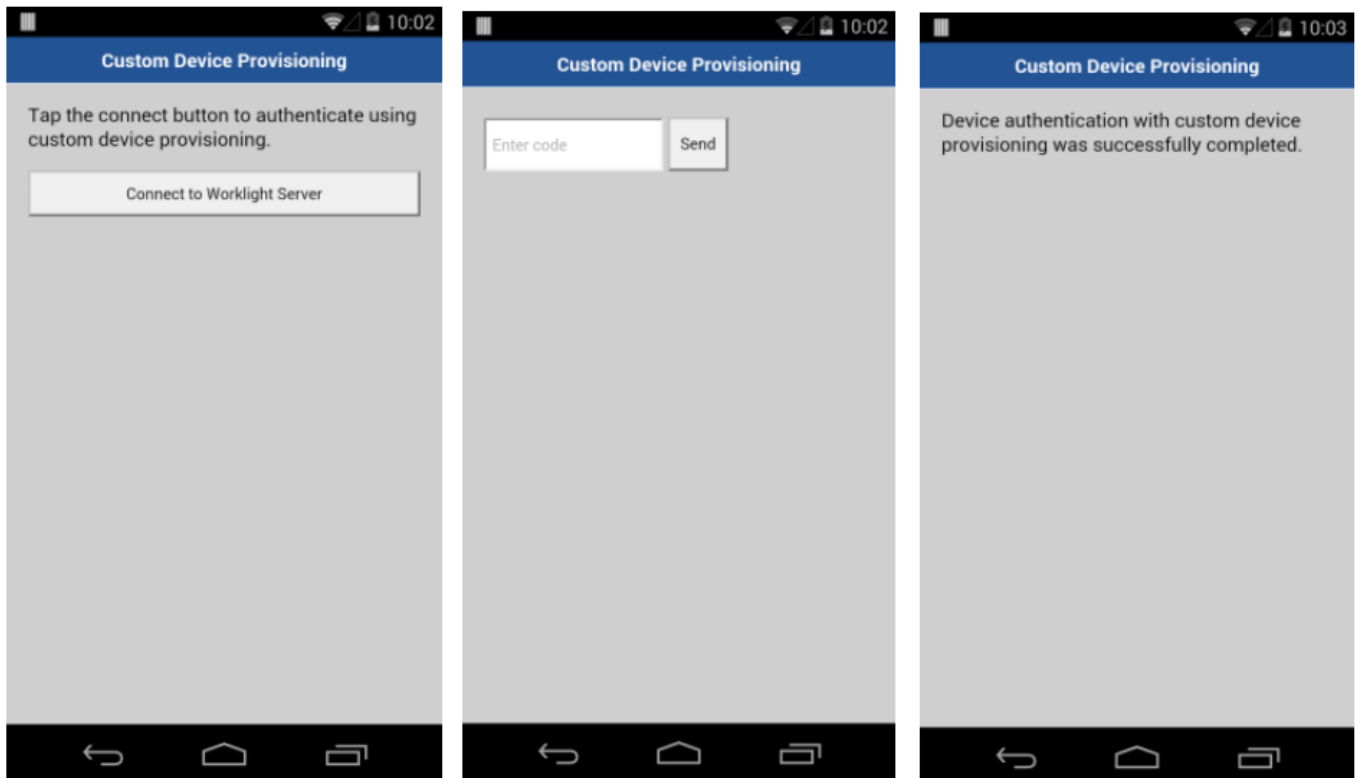 10:02
Custom Device Provisioning
Tap the connect button to authenticate using
custom device provisioning.
Connect to Worklight Server
10:02
Custom Device Provisioning
Enter code
Send
10:03
Custom Device Provisioning
Device authentication with custom device
provisioning was successfully completed.